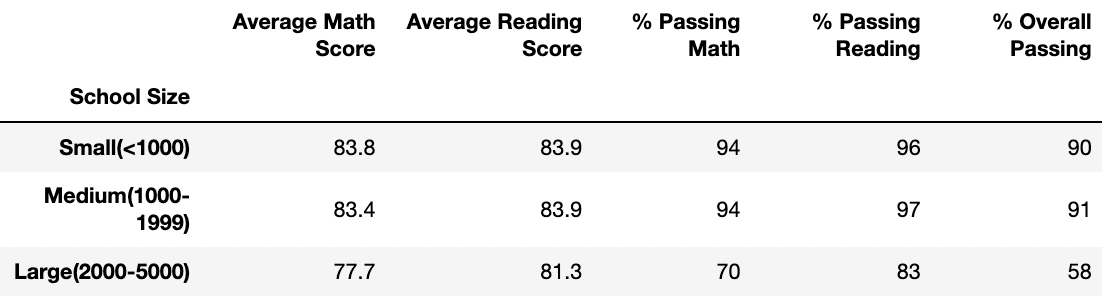 Average Math Score Average Reading Score % Passing Math % Passing Reading % Overall Passing
School Size
Small(<1000) 83.8 83.9 94 96 90
Medium(1000-1999) 83.4 83.9 94 97 91
Large(2000-5000) 77.7 81.3 70 83 58